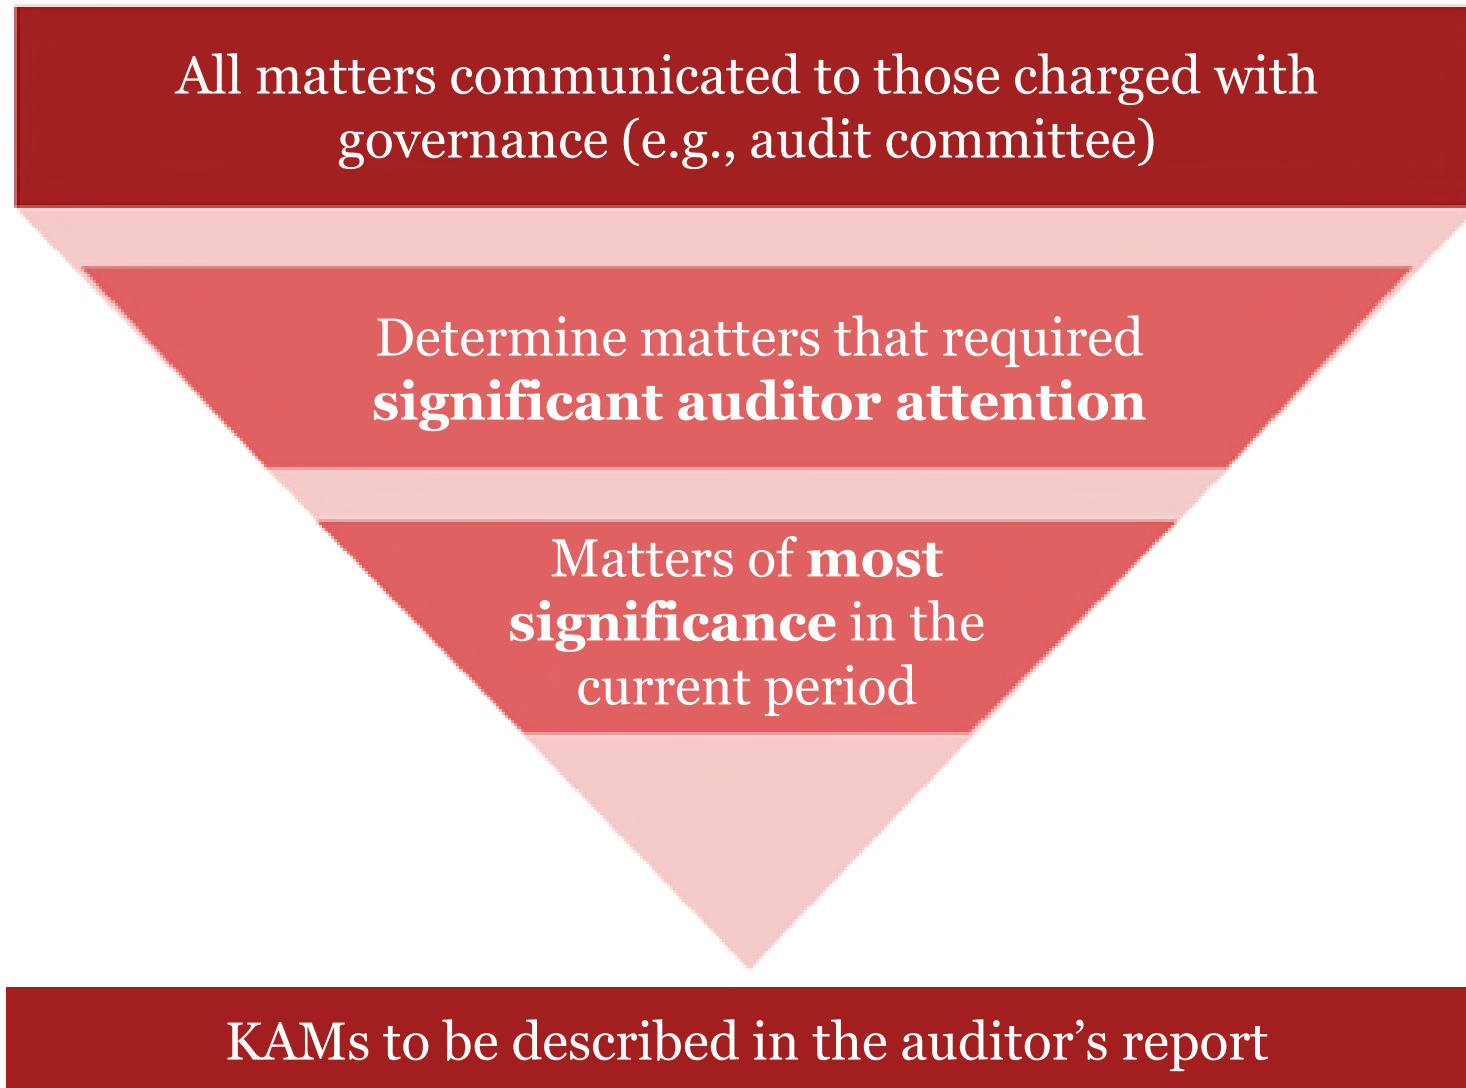 All matters communicated to those charged with
governance (e.g., audit committee)
Determine matters that required
significant auditor attention
Matters of most
significance in the
current period
KAMs to be described in the auditor’s report